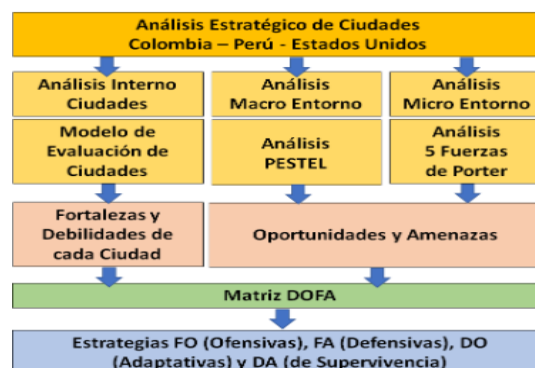 Análisis Estratégico de Ciudades
Colombia – Perú - Estados Unidos
Análisis Interno
Ciudades
Análisis
Macro Entorno
Análisis
Micro Entorno
Modelo de
Evaluación de
Ciudades
Análisis
PESTEL
Análisis
5 Fuerzas
de Porter
Fortalezas y
Debilidades de
cada Ciudad
Oportunidades y Amenazas
Matriz DOFA
Estrategias FO (Ofensivas), FA (Defensivas), DO
(Adaptativas) y DA (de Supervivencia)